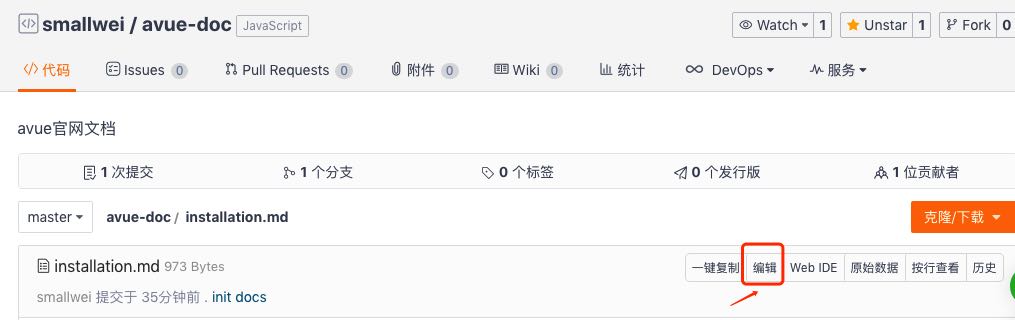 smallwei / avue-doc JavaScript Watch 1 Unstar 1 Fork 0
代码 Issues 0 Pull Requests 0 附件 0 Wiki 0 统计 DevOps 服务
avue官网文档
1 次提交 1 个分支 0 个标签 0 个发行版 1 位贡献者
master avue-doc / installation.md 克隆/下载
installation.md 973 Bytes 一键复制 编辑 Web IDE 原始数据 按行查看 历史
smallwei 提交于 35分钟前 . init docs